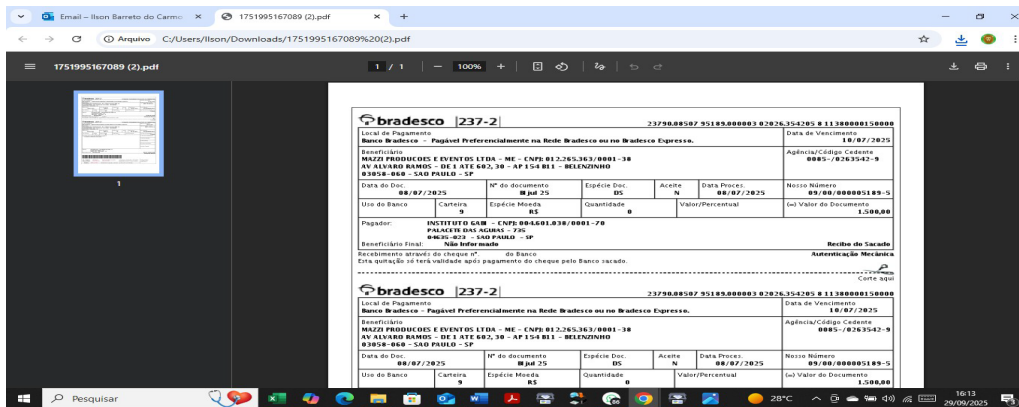 Email – Ilson Barreto do Carmo
1751995167089 (2).pdf
Arquivo C:/Users/Ilson/Downloads/1751995167089%20(2).pdf
1751995167089 (2).pdf
1 / 1
100%
1
bradesco |237-2|
23790.08507 95189.000003 02026.354205 8 11380000150000
Local de Pagamento
Banco Bradesco - Pagável Preferencialmente na Rede Bradesco ou no Bradesco Expresso.
Data de Vencimento
10/07/2025
Beneficiário
MAZZI PRODUCOES E EVENTOS LTDA - ME - CNPJ: 012.265.363/0001-38
AV ALVARO RAMOS - DE 1 ATE 602, 30 - AP 154 B11 - BELENZINHO
03058-060 - SAO PAULO - SP
Agência/Código Cedente
0085-/0263542-9
Data do Doc.
08/07/2025
Nº do documento
jul 25
Espécie Doc.
DS
Aceite
N
Data Proces.
08/07/2025
Nosso Número
09/00/000005189-5
Uso do Banco
Carteira
9
Espécie Moeda
R$
Quantidade
0
Valor/Percentual
(=) Valor do Documento
1.500,00
Pagador:
INSTITUTO GABI - CNPJ: 004.601.038/0001-70
PALACETE DAS AGUIAS - 735
04635-023 - SAO PAULO - SP
Beneficiário Final: Não Informado
Recibo do Sacado
Recebimento através do cheque nº. do Banco
Autenticação Mecânica
Esta quitação só terá validade após pagamento do cheque pelo Banco sacado.
Corte aqui
bradesco |237-2|
23790.08507 95189.000003 02026.354205 8 11380000150000
Local de Pagamento
Banco Bradesco - Pagável Preferencialmente na Rede Bradesco ou no Bradesco Expresso.
Data de Vencimento
10/07/2025
Beneficiário
MAZZI PRODUCOES E EVENTOS LTDA - ME - CNPJ: 012.265.363/0001-38
AV ALVARO RAMOS - DE 1 ATE 602, 30 - AP 154 B11 - BELENZINHO
03058-060 - SAO PAULO - SP
Agência/Código Cedente
0085-/0263542-9
Data do Doc.
08/07/2025
Nº do documento
jul 25
Espécie Doc.
DS
Aceite
N
Data Proces.
08/07/2025
Nosso Número
09/00/000005189-5
Uso do Banco
Carteira
9
Espécie Moeda
R$
Quantidade
0
Valor/Percentual
(=) Valor do Documento
1.500,00
Pesquisar
28°C
16:13
29/09/2025